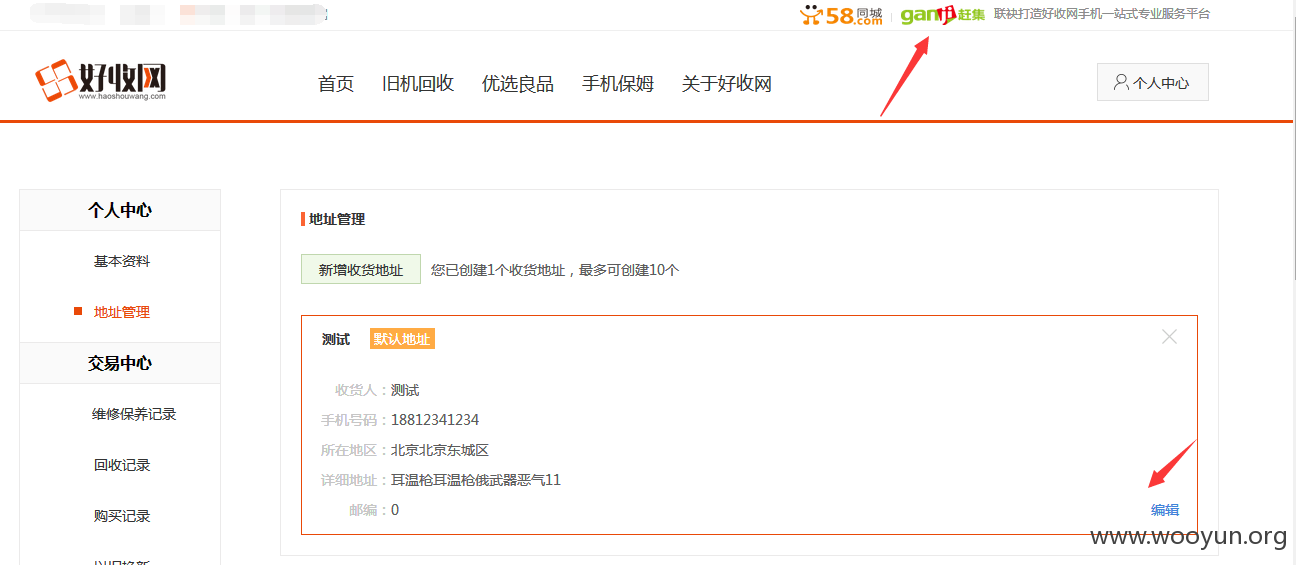 58同城.com ganji赶集 联袂打造好收网手机一站式专业服务平台
好收网
www.haoshouwang.com
首页 旧机回收 优选良品 手机保姆 关于好收网
个人中心
个人中心
基本资料
地址管理
交易中心
维修保养记录
回收记录
购买记录
地址管理
新增收货地址 您已创建1个收货地址，最多可创建10个
测试 默认地址
收货人：测试
手机号码：18812341234
所在地区：北京北京东城区
详细地址：耳温枪耳温枪俄武器恶气11
邮编：0
编辑
www.wooyun.org